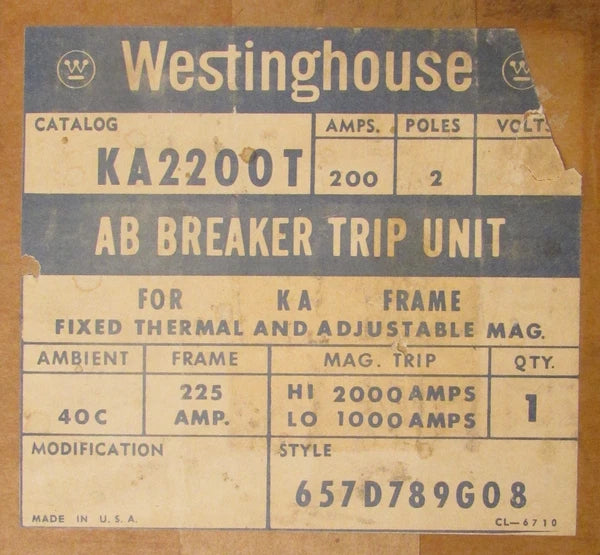 W Westinghouse W
CATALOG AMPS. POLES VOLTS
KA2200T 200 2
AB BREAKER TRIP UNIT
FOR KA FRAME
FIXED THERMAL AND ADJUSTABLE MAG.
AMBIENT FRAME MAG. TRIP QTY.
40C 225 AMP. HI 2000 AMPS 1
LO 1000 AMPS
MODIFICATION STYLE
657D789G08
MADE IN U.S.A. CL-6710